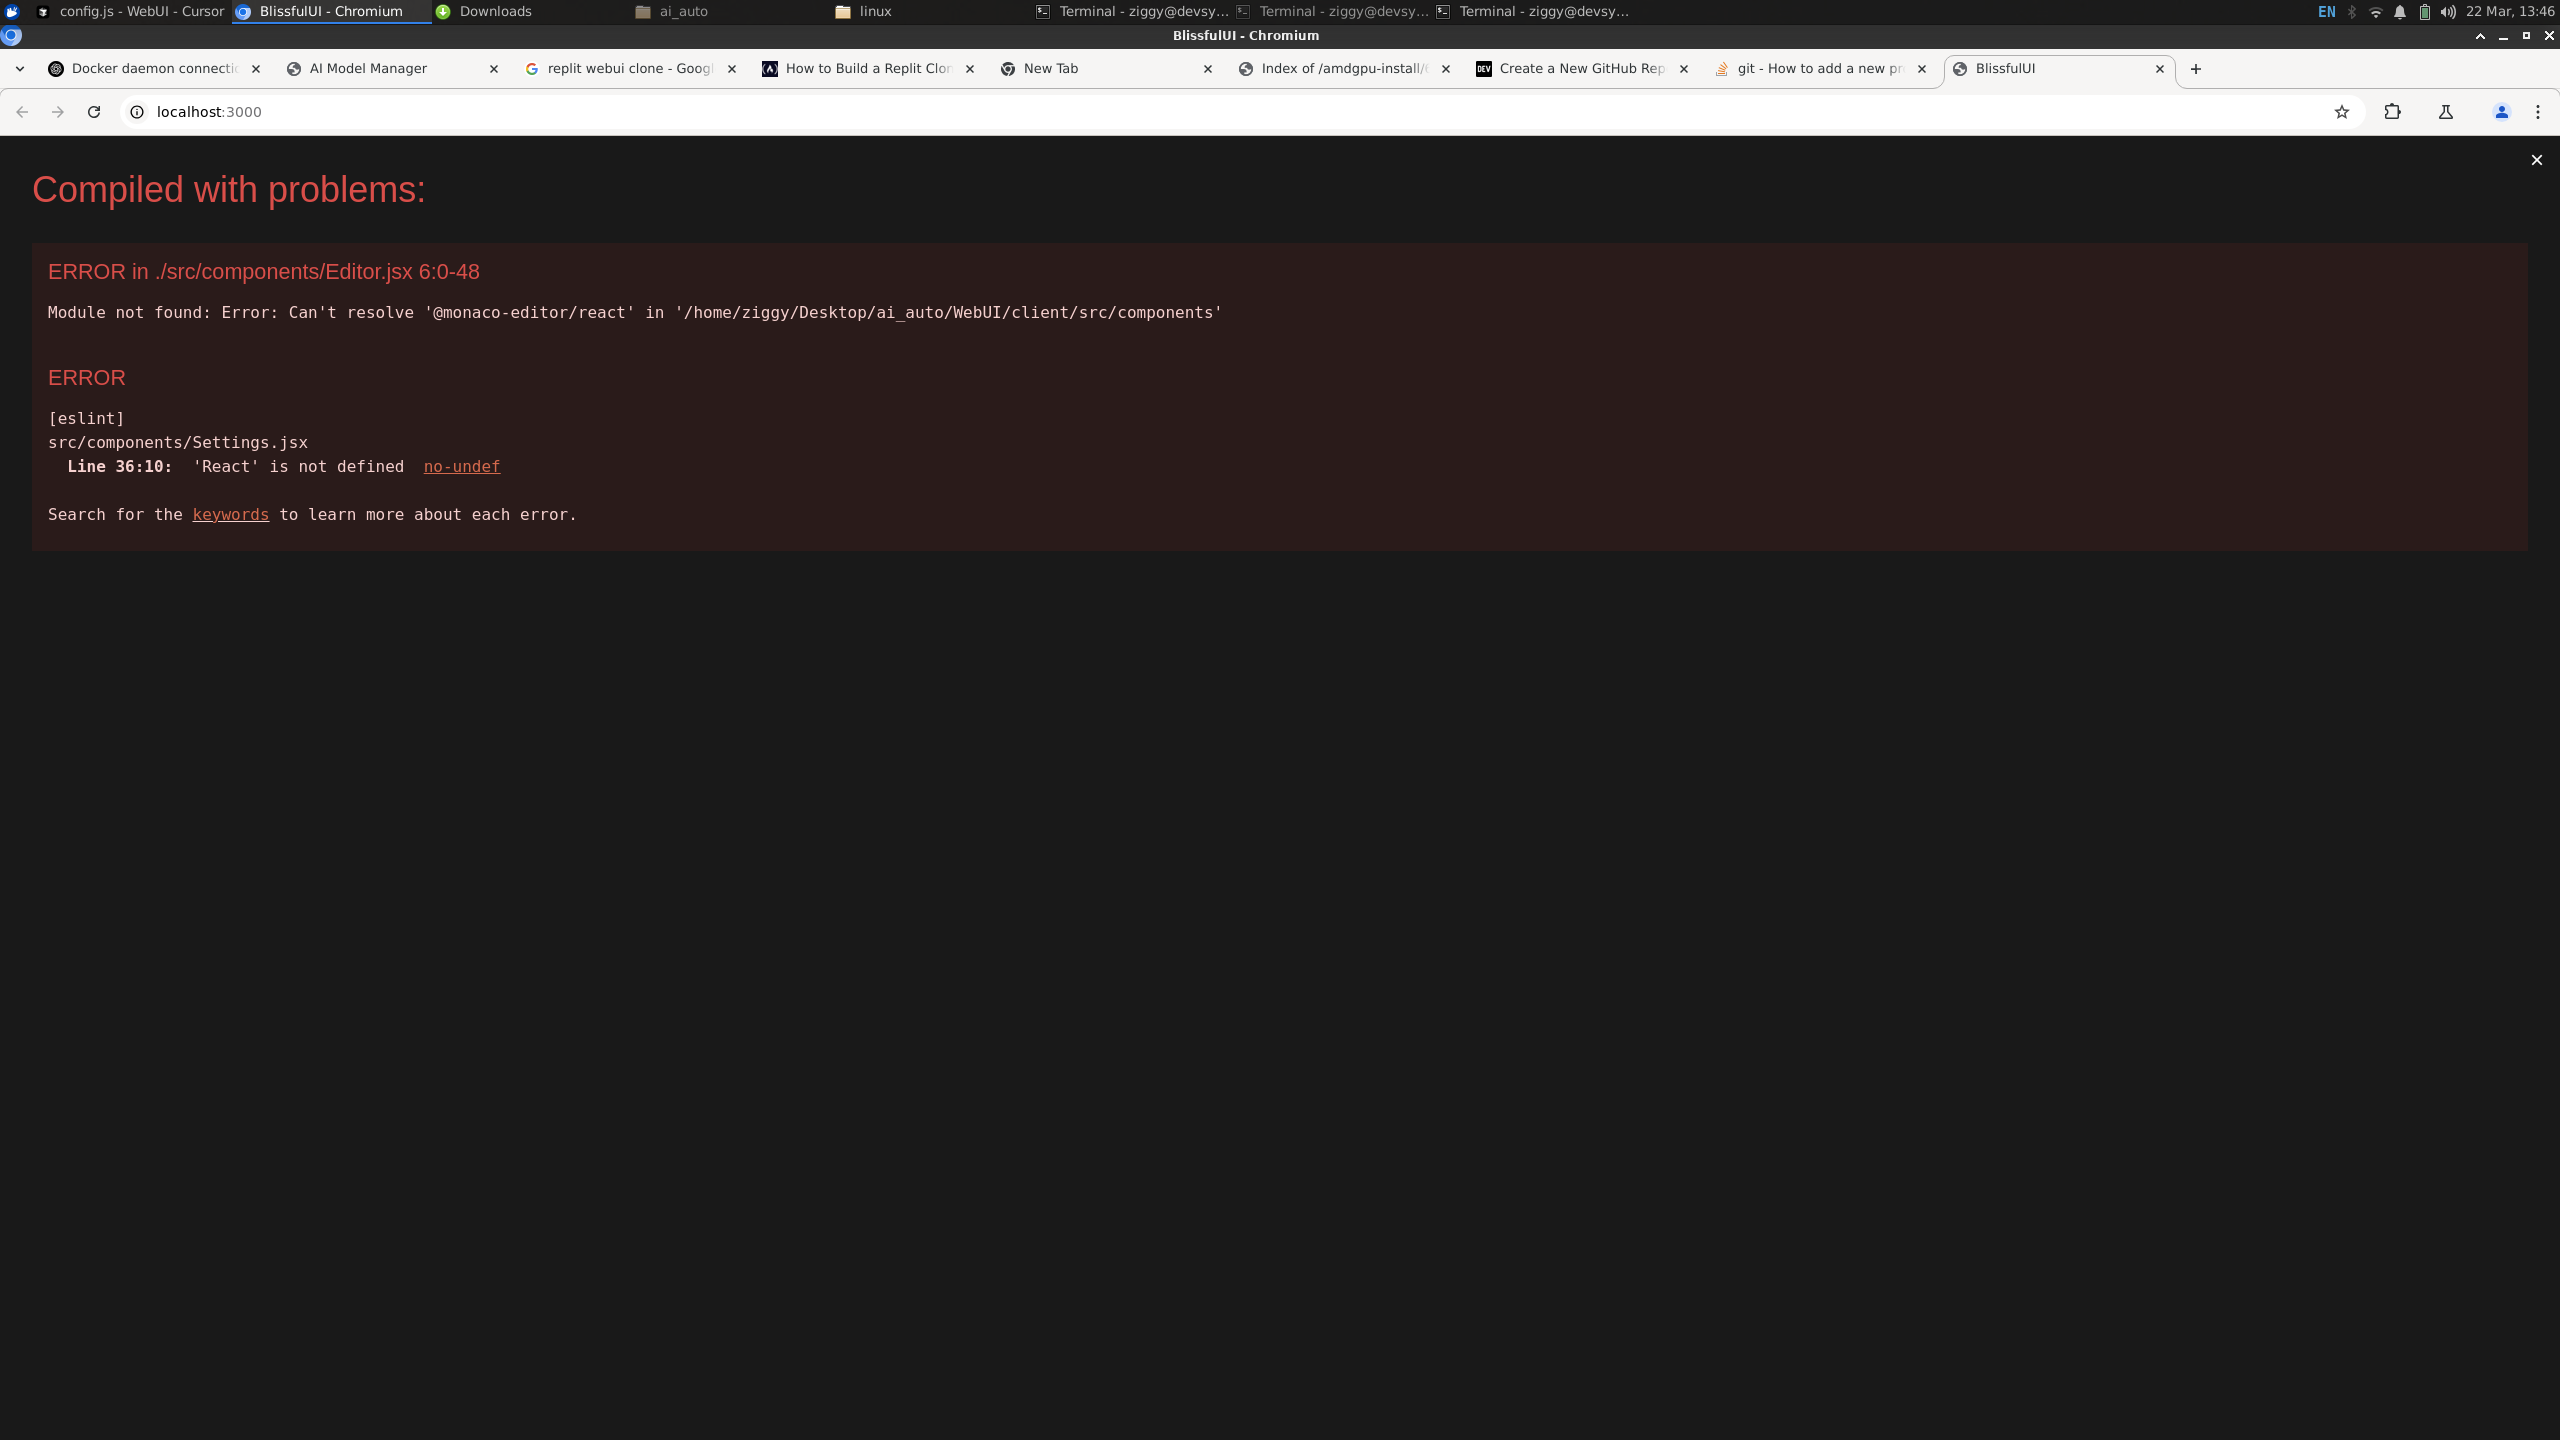 config.js - WebUI - Cursor
BlissfulUI - Chromium
Downloads
ai_auto
linux
Terminal - ziggy@devsy...
Terminal - ziggy@devsy...
Terminal - ziggy@devsy...
EN
22 Mar, 13:46
BlissfulUI - Chromium
Docker daemon connectic
AI Model Manager
replit webui clone - Googl
How to Build a Replit Clon
New Tab
Index of /amdgpu-install/
DEV
Create a New GitHub Rep
git - How to add a new pr
BlissfulUI
localhost:3000
Compiled with problems:
ERROR in ./src/components/Editor.jsx 6:0-48
Module not found: Error: Can't resolve '@monaco-editor/react' in '/home/ziggy/Desktop/ai_auto/WebUI/client/src/components'
ERROR
[eslint]
src/components/Settings.jsx
Line 36:10: 'React' is not defined no-undef
Search for the keywords to learn more about each error.